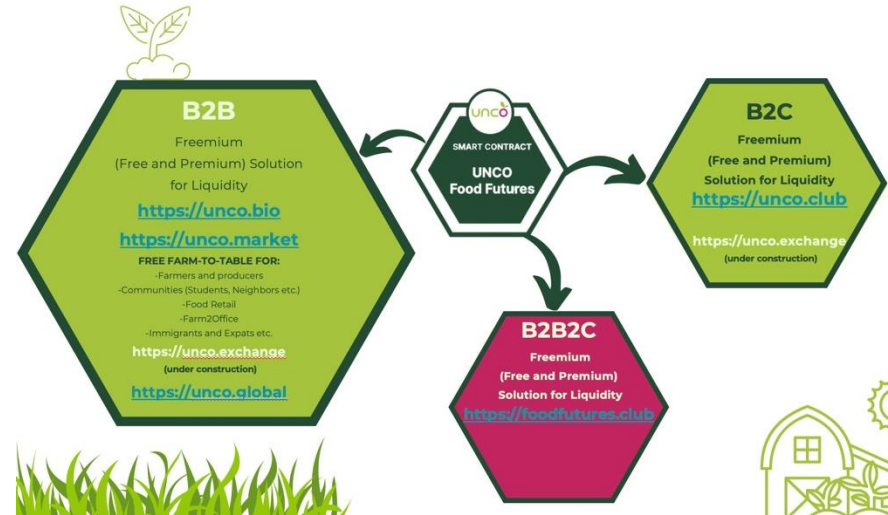 B2B
Freemium
(Free and Premium) Solution
for Liquidity
https://unco.bio
https://unco.market
FREE FARM-TO-TABLE FOR:
-Farmers and producers
-Communities (Students, Neighbors etc.)
-Food Retail
-Farm2Office
-Immigrants and Expats etc.
https://unco.exchange
(under construction)
https://unco.global
unco
SMART CONTRACT
UNCO
Food Futures
B2C
Freemium
(Free and Premium)
Solution for Liquidity
https://unco.club
https://unco.exchange
(under construction)
B2B2C
Freemium
(Free and Premium)
Solution for Liquidity
https://foodfutures.club